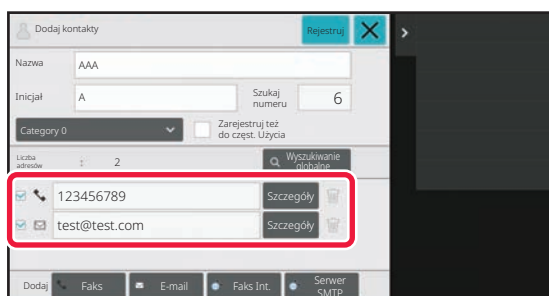 Dodaj kontakty
Rejestruj
Nazwa
AAA
Inicjał
A
Szukaj
numeru
6
Category 0
Zarejestruj też
do częst. Użycia
Liczba
adresów
:
2
Wyszukiwanie
globalne
123456789
Szczegóły
test@test.com
Szczegóły
Dodaj
Faks
E-mail
Faks Int.
Serwer
SMTP